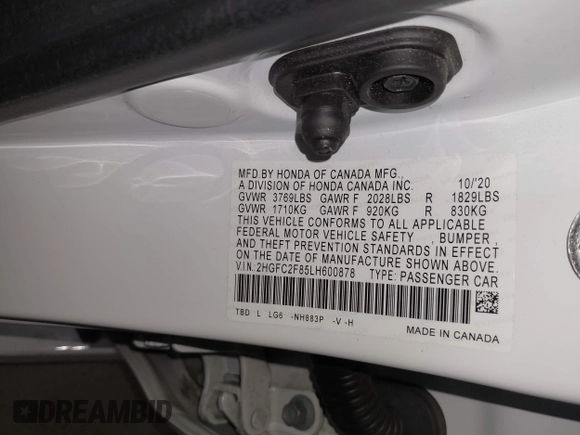 MFD.BY HONDA OF CANADA MFG.,
A DIVISION OF HONDA CANADA INC. 10/'20
GVWR 3769LBS GAWR F 2028LBS R 1829LBS
GVWR 1710KG GAWR F 920KG R 830KG
THIS VEHICLE CONFORMS TO ALL APPLICABLE
FEDERAL MOTOR VEHICLE SAFETY , BUMPER ,
AND THEFT PREVENTION STANDARDS IN EFFECT
ON THE DATE OF MANUFACTURE SHOWN ABOVE.
V.I.N. 2HGFC2F85LH600878 TYPE: PASSENGER CAR
TBD L LG6 -NH883P -V -H
MADE IN CANADA
DREAMBID